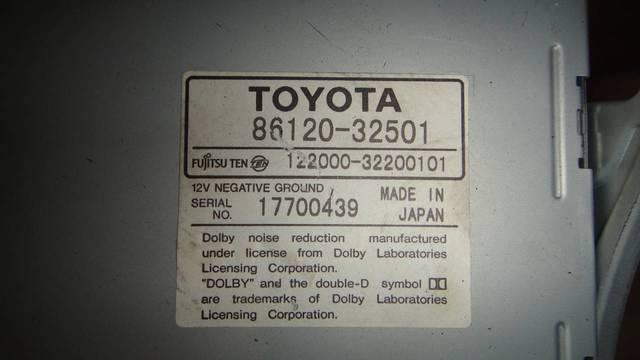 TOYOTA
86120-32501
FUJITSU TEN TEN 122000-32200101
12V NEGATIVE GROUND
SERIAL NO. 17700439
MADE IN JAPAN
Dolby noise reduction manufactured
under license from Dolby Laboratories
Licensing Corporation.
"DOLBY" and the double-D symbol
are trademarks of Dolby Laboratories
Licensing Corporation.